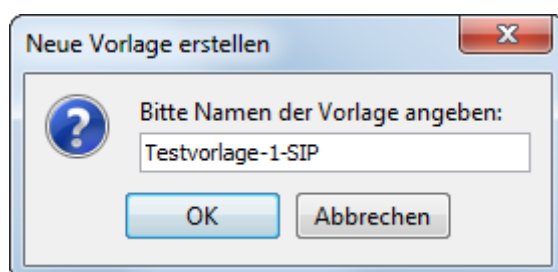 Neue Vorlage erstellen
Bitte Namen der Vorlage angeben:
Testvorlage-1-SIP
OK
Abbrechen